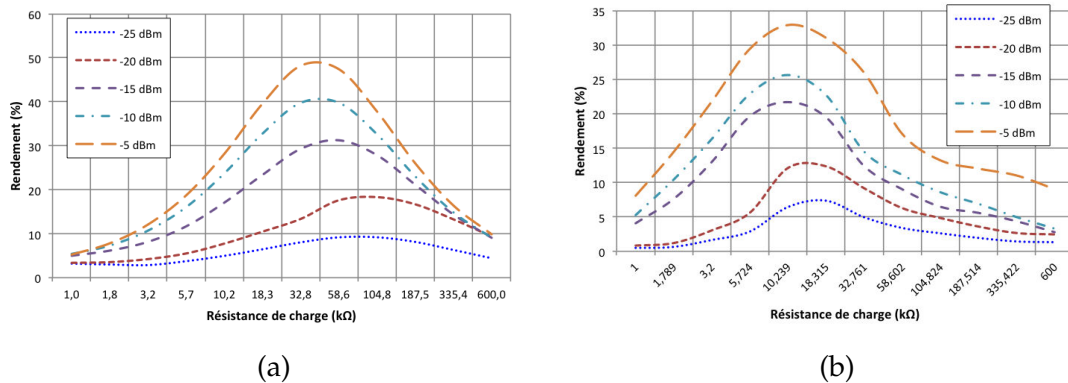 60
50
40
30
20
10
0
Rendement (%)
-25 dBm
-20 dBm
-15 dBm
-10 dBm
-5 dBm
1,0 1,8 3,2 5,7 10,2 18,3 32,8 58,6 104,8 187,5 335,4 600,0
Résistance de charge (kΩ)
(a)
35
30
25
20
15
10
5
0
Rendement (%)
-25 dBm
-20 dBm
-15 dBm
-10 dBm
-5 dBm
1 1,789 3,2 5,724 10,239 18,315 32,761 58,602 104,824 187,514 335,422 600
Résistance de charge (kΩ)
(b)